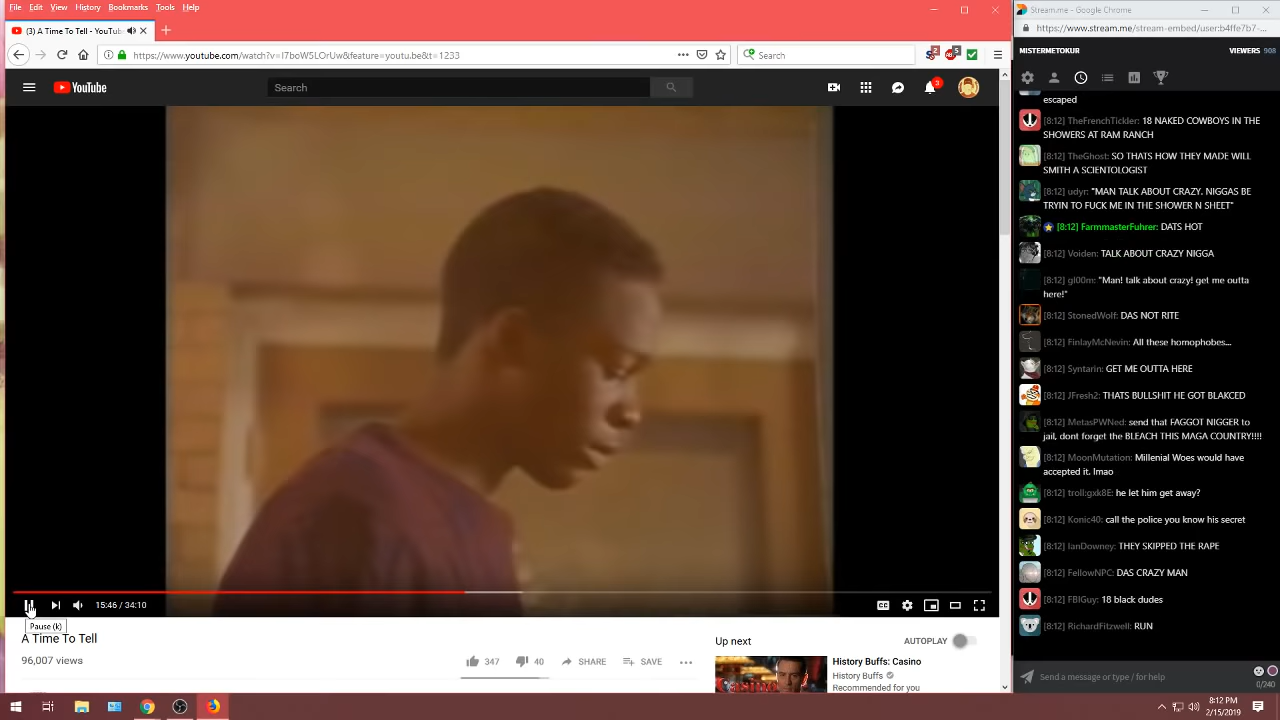 File Edit View History Bookmarks Tools Help
(3) A Time To Tell - YouTube
https://www.youtube.com/watch?v=I7boW5LOrUw&feature=youtu.be&t=1233
Search
2
5
YouTube
Search
3
Pause (k)
15:46 / 34:10
A Time To Tell
96,007 views
347
40
SHARE
SAVE
Up next
AUTOPLAY
History Buffs: Casino
History Buffs
Recommended for you
Casino
Stream.me - Google Chrome
https://www.stream.me/stream-embed/user:b4ffe7b7-...
MISTERMETOKUR
VIEWERS 908
escaped
[8:12] TheFrenchTickler: 18 NAKED COWBOYS IN THE
SHOWERS AT RAM RANCH
[8:12] TheGhost: SO THATS HOW THEY MADE WILL
SMITH A SCIENTOLOGIST
[8:12] udyr: "MAN TALK ABOUT CRAZY. NIGGAS BE
TRYIN TO FUCK ME IN THE SHOWER N SHEET"
[8:12] FarmmasterFuhrer: DATS HOT
[8:12] Voiden: TALK ABOUT CRAZY NIGGA
[8:12] gl00m: "Man! talk about crazy! get me outta
here!"
[8:12] StonedWolf: DAS NOT RITE
[8:12] FinlayMcNevin: All these homophobes...
[8:12] Syntarin: GET ME OUTTA HERE
[8:12] JFresh2: THATS BULLSHIT HE GOT BLAKCED
[8:12] MetasPWNed: send that FAGGOT NIGGER to
jail, dont forget the BLEACH THIS MAGA COUNTRY!!!!
[8:12] MoonMutation: Millenial Woes would have
accepted it. lmao
[8:12] troll:gxk8E: he let him get away?
[8:12] Konic40: call the police you know his secret
[8:12] IanDowney: THEY SKIPPED THE RAPE
[8:12] FellowNPC: DAS CRAZY MAN
[8:12] FBIGuy: 18 black dudes
[8:12] RichardFitzwell: RUN
Send a message or type / for help
0/240
8:12 PM
2/15/2019